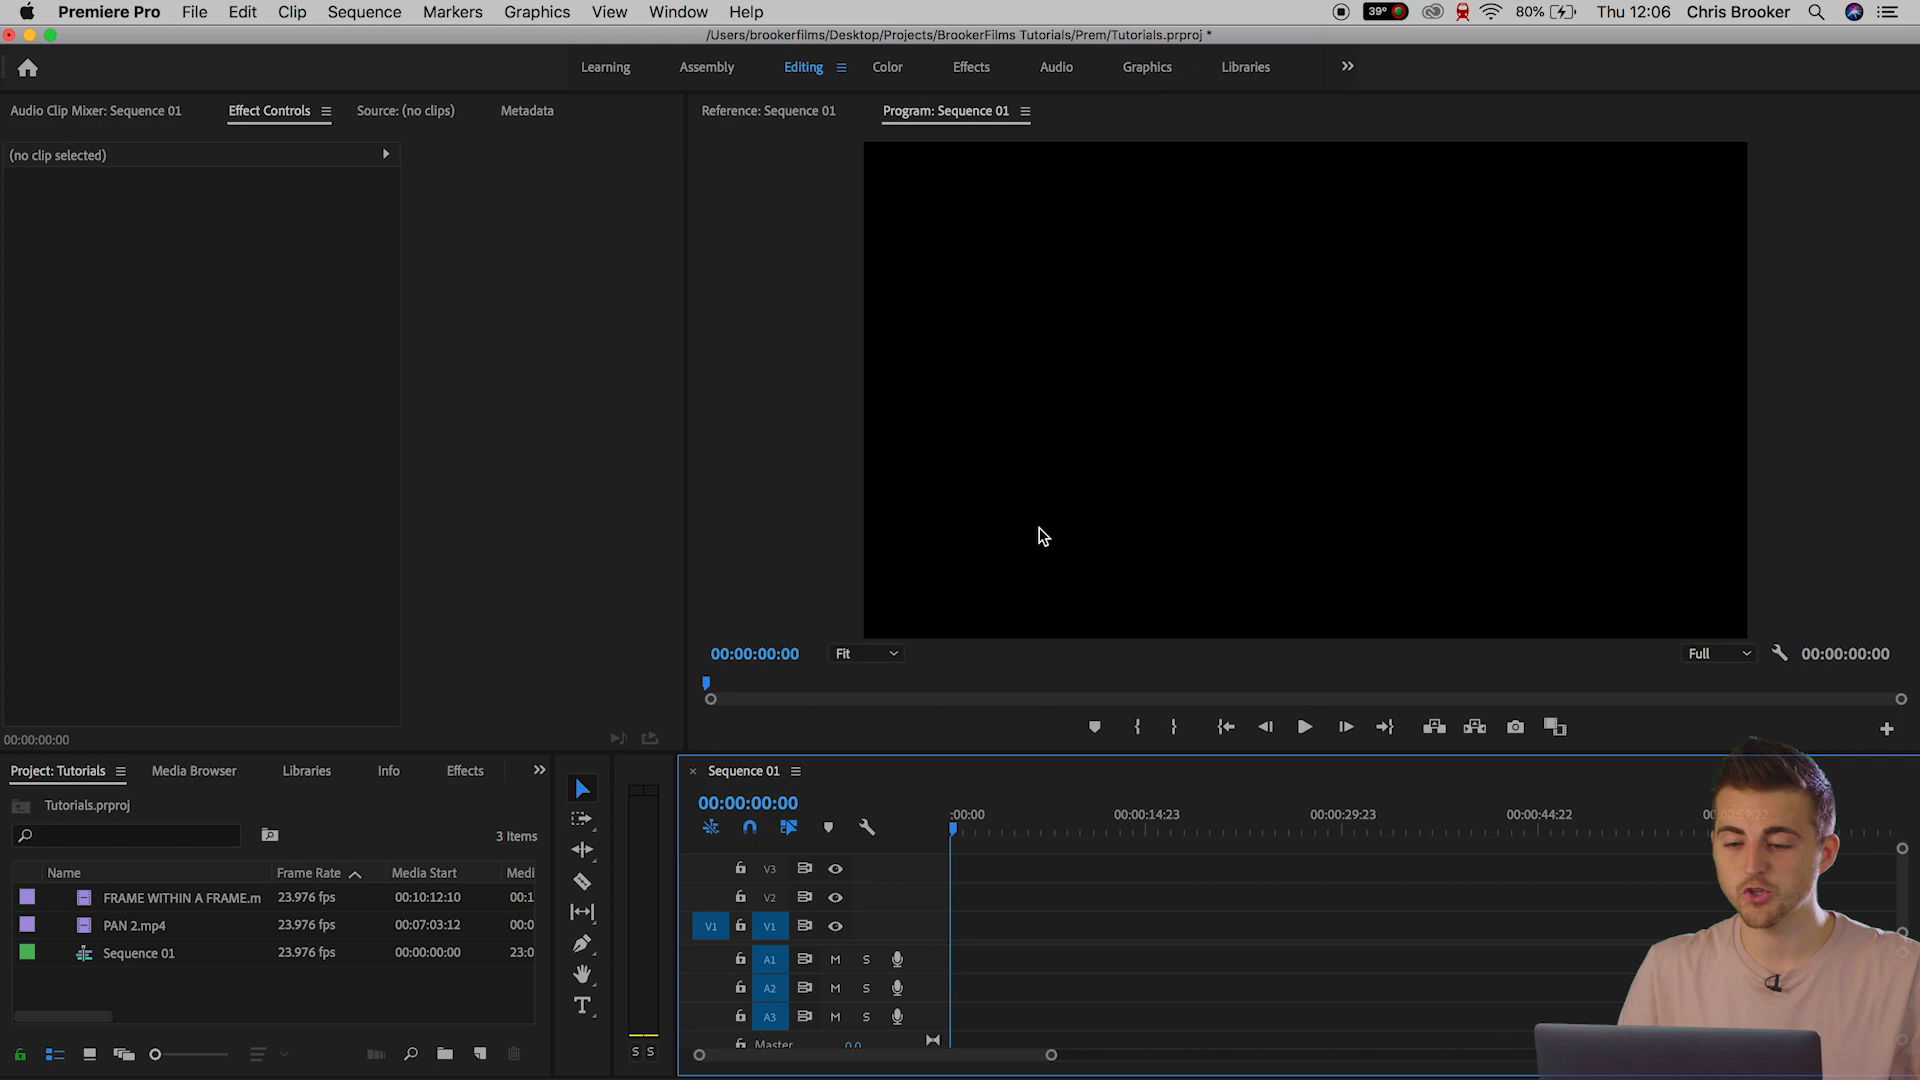 Premiere Pro File Edit Clip Sequence Markers Graphics View Window Help 39° 80% Thu 12:06 Chris Brooker
/Users/brookerfilms/Desktop/Projects/BrookerFilms Tutorials/Prem/Tutorials.prproj *
Learning Assembly Editing Color Effects Audio Graphics Libraries
Audio Clip Mixer: Sequence 01 Effect Controls Source: (no clips) Metadata
Reference: Sequence 01 Program: Sequence 01
(no clip selected)
00:00:00:00 Fit Full 00:00:00:00
00:00:00:00
Project: Tutorials Media Browser Libraries Info Effects
Sequence 01
Tutorials.prproj
00:00:00:00
:00:00 00:00:14:23 00:00:29:23 00:00:44:22
3 Items
Name Frame Rate Media Start Medi
FRAME WITHIN A FRAME.m 23.976 fps 00:10:12:10 00:1
PAN 2.mp4 23.976 fps 00:07:03:12 00:0
Sequence 01 23.976 fps 00:00:00:00 23:0
V3
V2
V1 V1
A1 M S
A2 M S
A3 M S
Master 0.0
S S